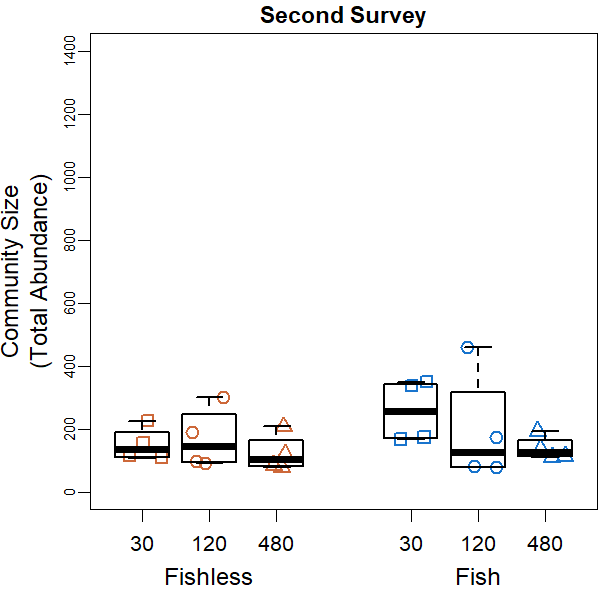 Second Survey
Community Size
(Total Abundance)
1400
1200
1000
800
600
400
200
0
30 120 480 30 120 480
Fishless Fish